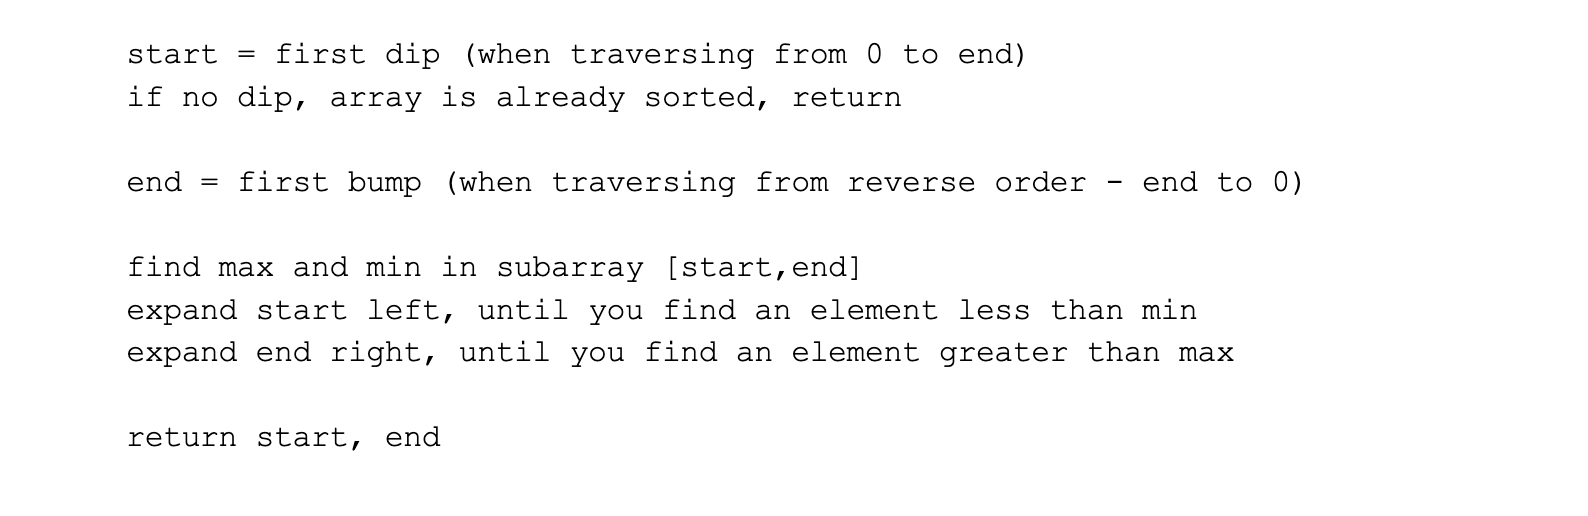 start = first dip (when traversing from 0 to end)
if no dip, array is already sorted, return
end = first bump (when traversing from reverse order - end to 0)
find max and min in subarray [start,end]
expand start left, until you find an element less than min
expand end right, until you find an element greater than max
return start, end